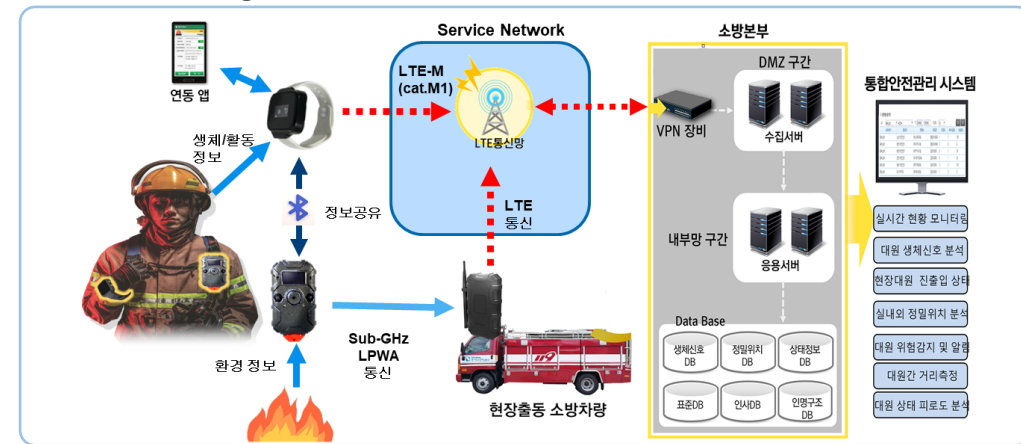 Service Network
소방본부
LTE-M
(cat.M1)
DMZ 구간
통합안전관리 시스템
연동 앱
LTE통신망
VPN 장비
수집서버
생체/활동
정보
정보공유
LTE
통신
실시간 현황 모니터링
내부망 구간
대원 생체신호 분석
응용서버
현장대원 진출입 상태
실내외 정밀위치 분석
Sub-GHz
LPWA
통신
Data Base
생체신호
DB
정밀위치
DB
상태정보
DB
대원 위험감지 및 알림
환경 정보
119
대원간 거리측정
현장출동 소방차량
표준DB
인사DB
인명구조
DB
대원 상태 피로도 분석